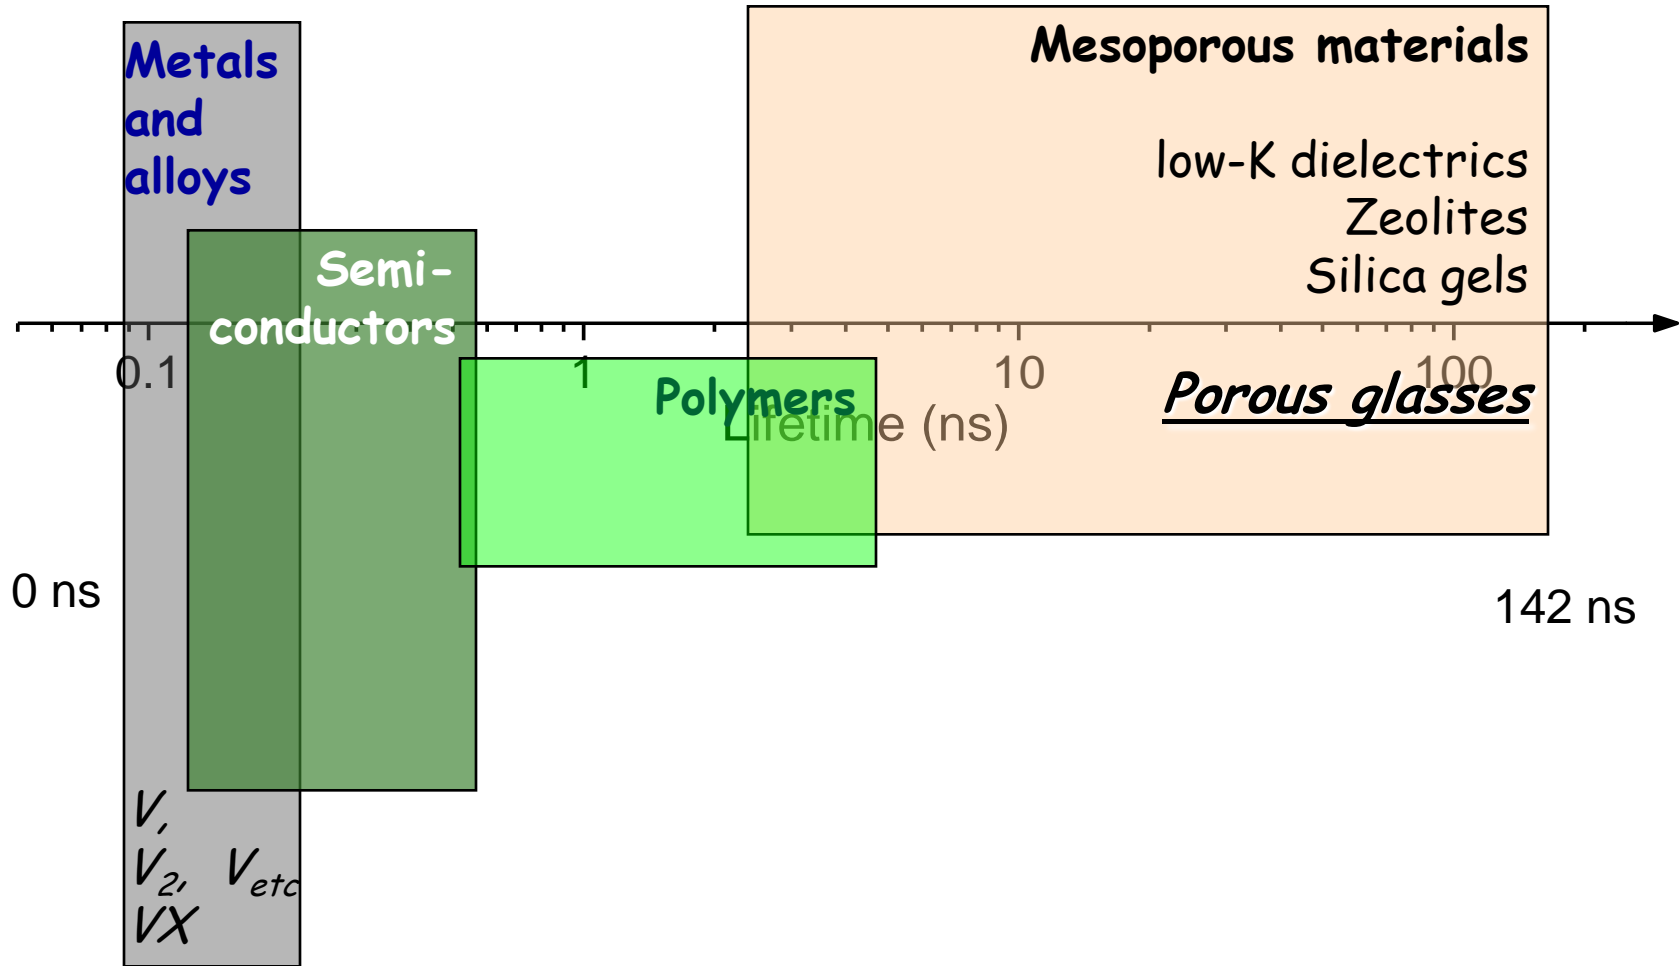 Metals
and
alloys
Mesoporous materials
low-K dielectrics
Zeolites
Silica gels
Semi-
conductors
0.1 1 10 100
Polymers
Lifetime (ns)
Porous glasses
0 ns
142 ns
V,
V2, Vetc
VX